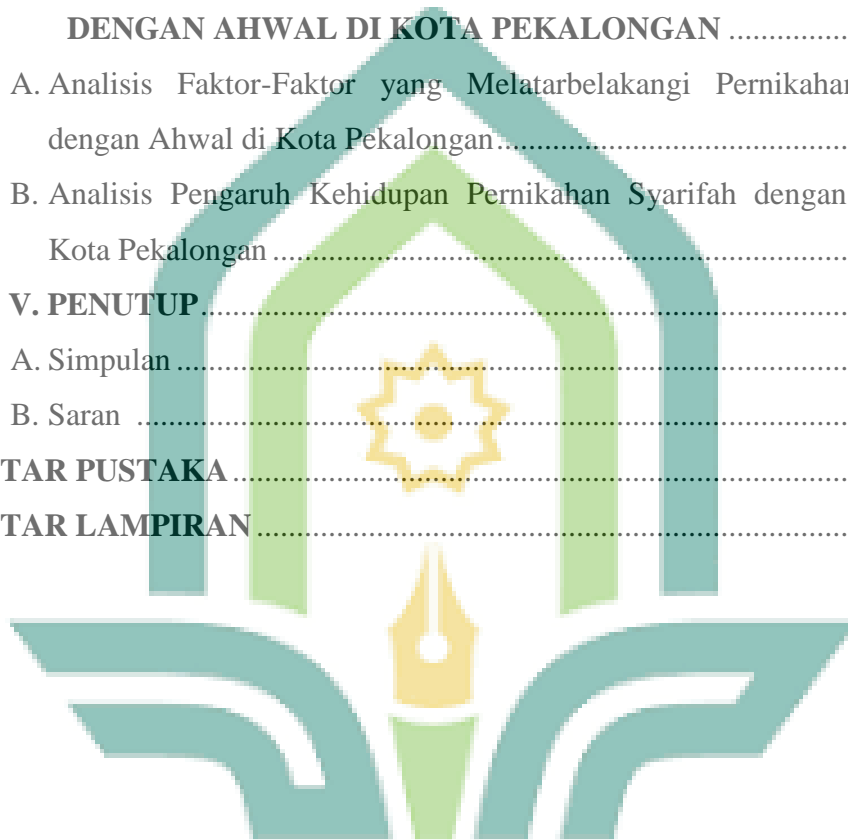 DENGAN AHWAL DI KOTA PEKALONGAN ................
A. Analisis Faktor-Faktor yang Melatarbelakangi Pernikahan
dengan Ahwal di Kota Pekalongan................................................
B. Analisis Pengaruh Kehidupan Pernikahan Syarifah dengan
Kota Pekalongan ................................................................................
V. PENUTUP............................................................................................
A. Simpulan ..............................................................................................
B. Saran ....................................................................................................
TAR PUSTAKA ......................................................................................
TAR LAMPIRAN...................................................................................